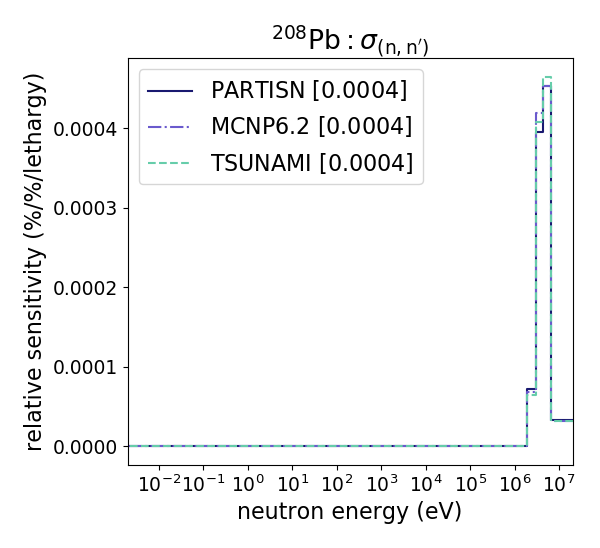 ²⁰⁸Pb : σ₍ₙ, ₙ′₎
PARTISN [0.0004]
MCNP6.2 [0.0004]
TSUNAMI [0.0004]
relative sensitivity (%/%/lethargy)
0.0004
0.0003
0.0002
0.0001
0.0000
10⁻² 10⁻¹ 10⁰ 10¹ 10² 10³ 10⁴ 10⁵ 10⁶ 10⁷
neutron energy (eV)